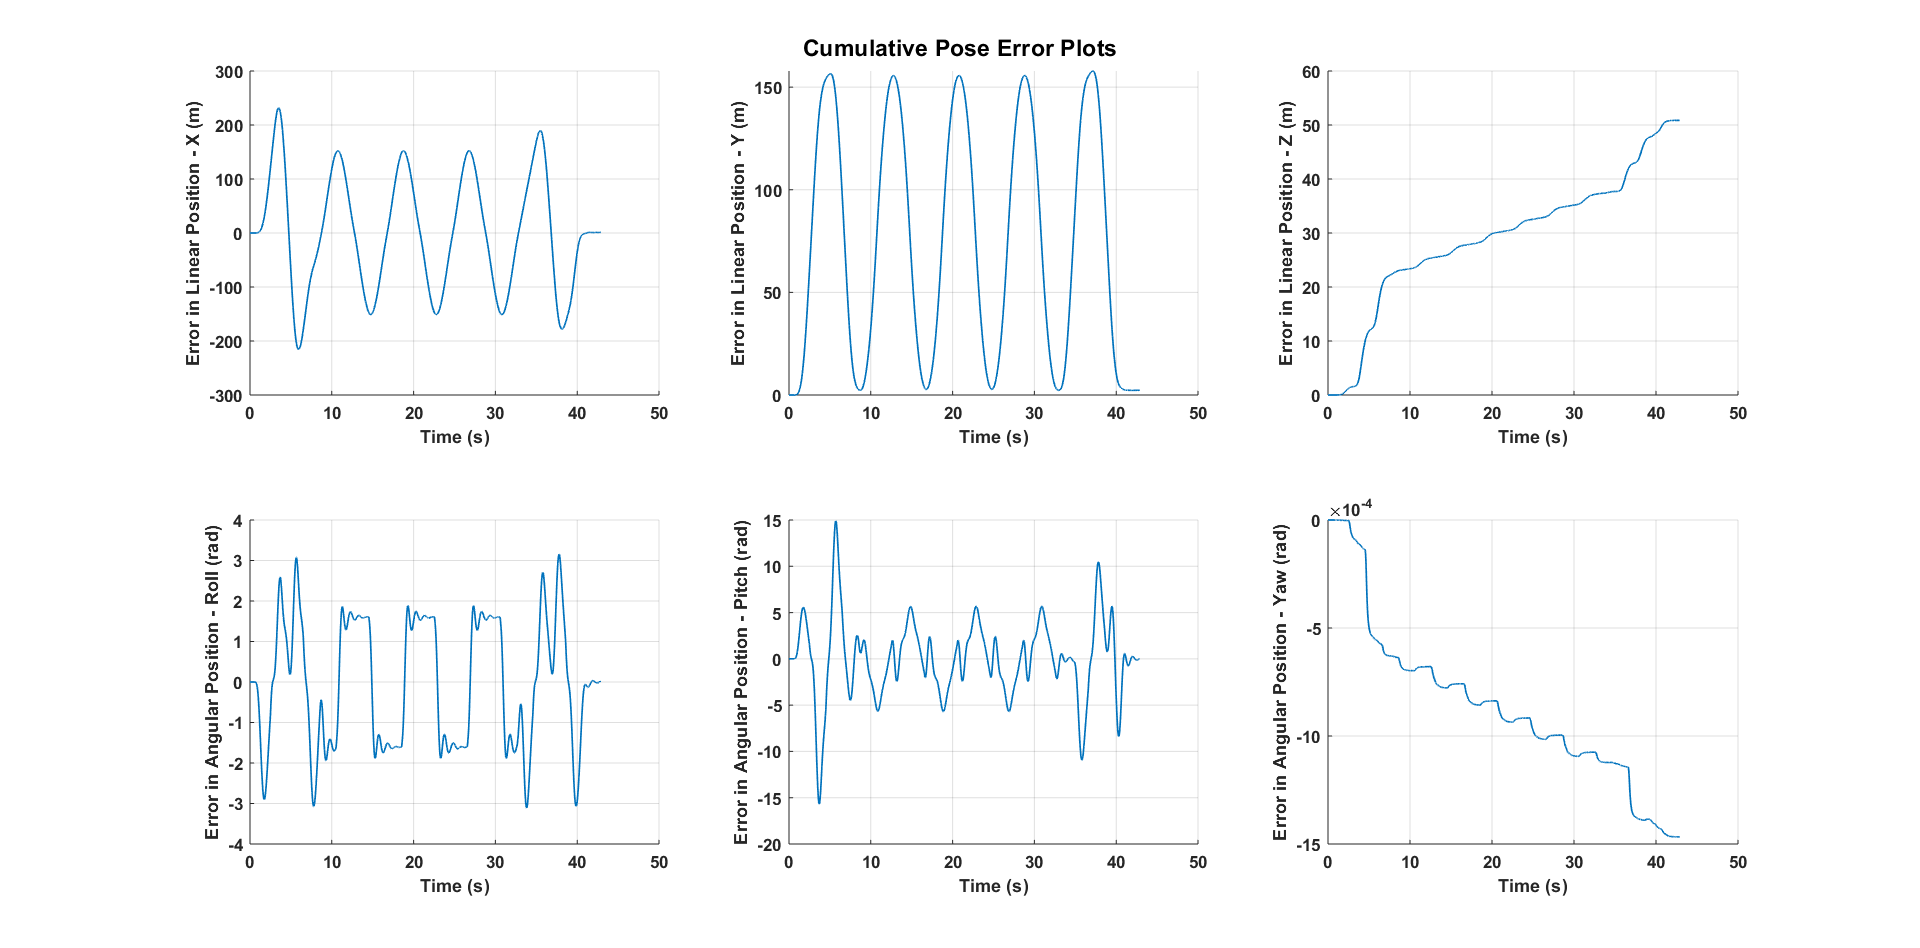 Cumulative Pose Error Plots
Error in Linear Position - X (m)
300
200
100
0
-100
-200
-300
0 10 20 30 40 50
Time (s)
Error in Linear Position - Y (m)
150
100
50
0
0 10 20 30 40 50
Time (s)
Error in Linear Position - Z (m)
60
50
40
30
20
10
0
0 10 20 30 40 50
Time (s)
Error in Angular Position - Roll (rad)
4
3
2
1
0
-1
-2
-3
-4
0 10 20 30 40 50
Time (s)
Error in Angular Position - Pitch (rad)
15
10
5
0
-5
-10
-15
-20
0 10 20 30 40 50
Time (s)
Error in Angular Position - Yaw (rad)
×10⁻⁴
0
-5
-10
-15
0 10 20 30 40 50
Time (s)